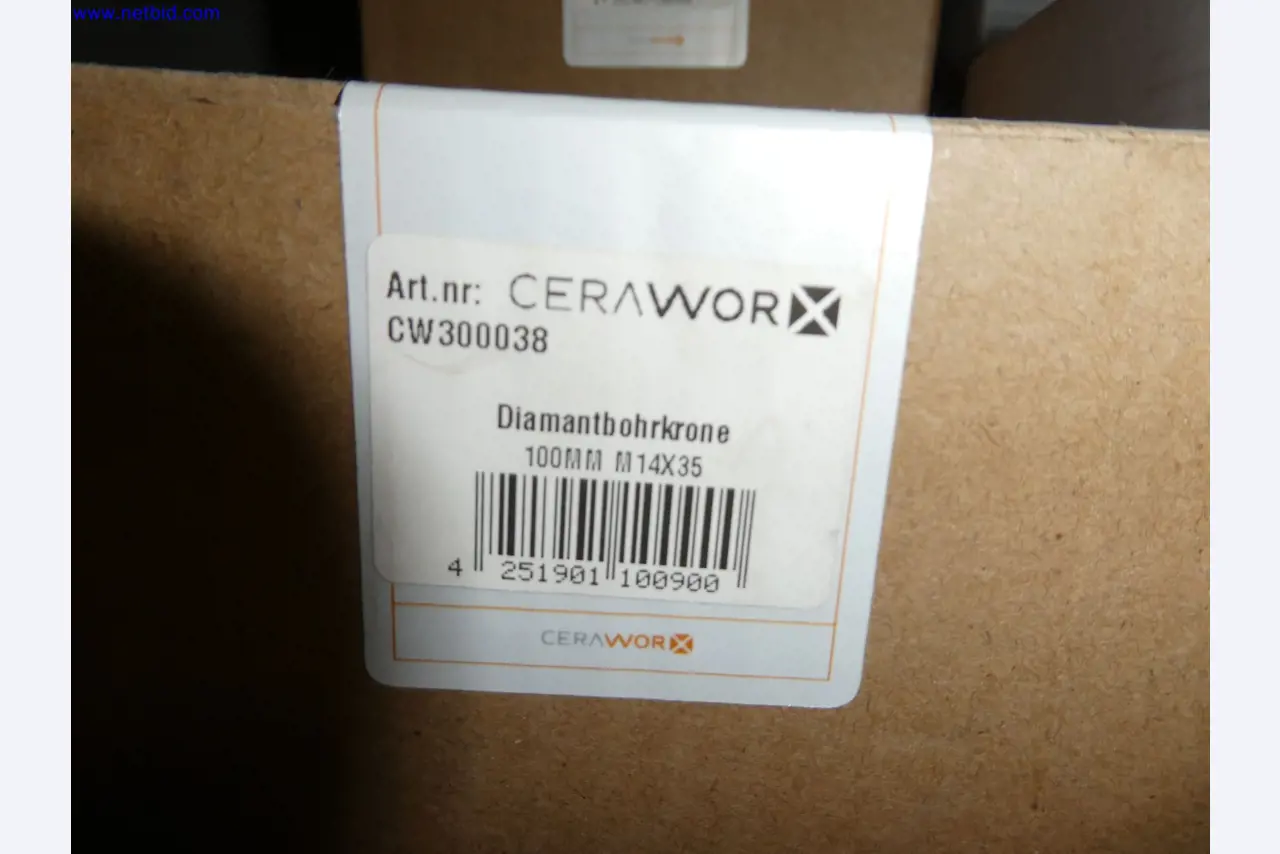 www.netbid.com
Art.nr: CERAWORX
CW300038
Diamantbohrkrone
100MM M14X35
4 251901 100900
CERAWORX